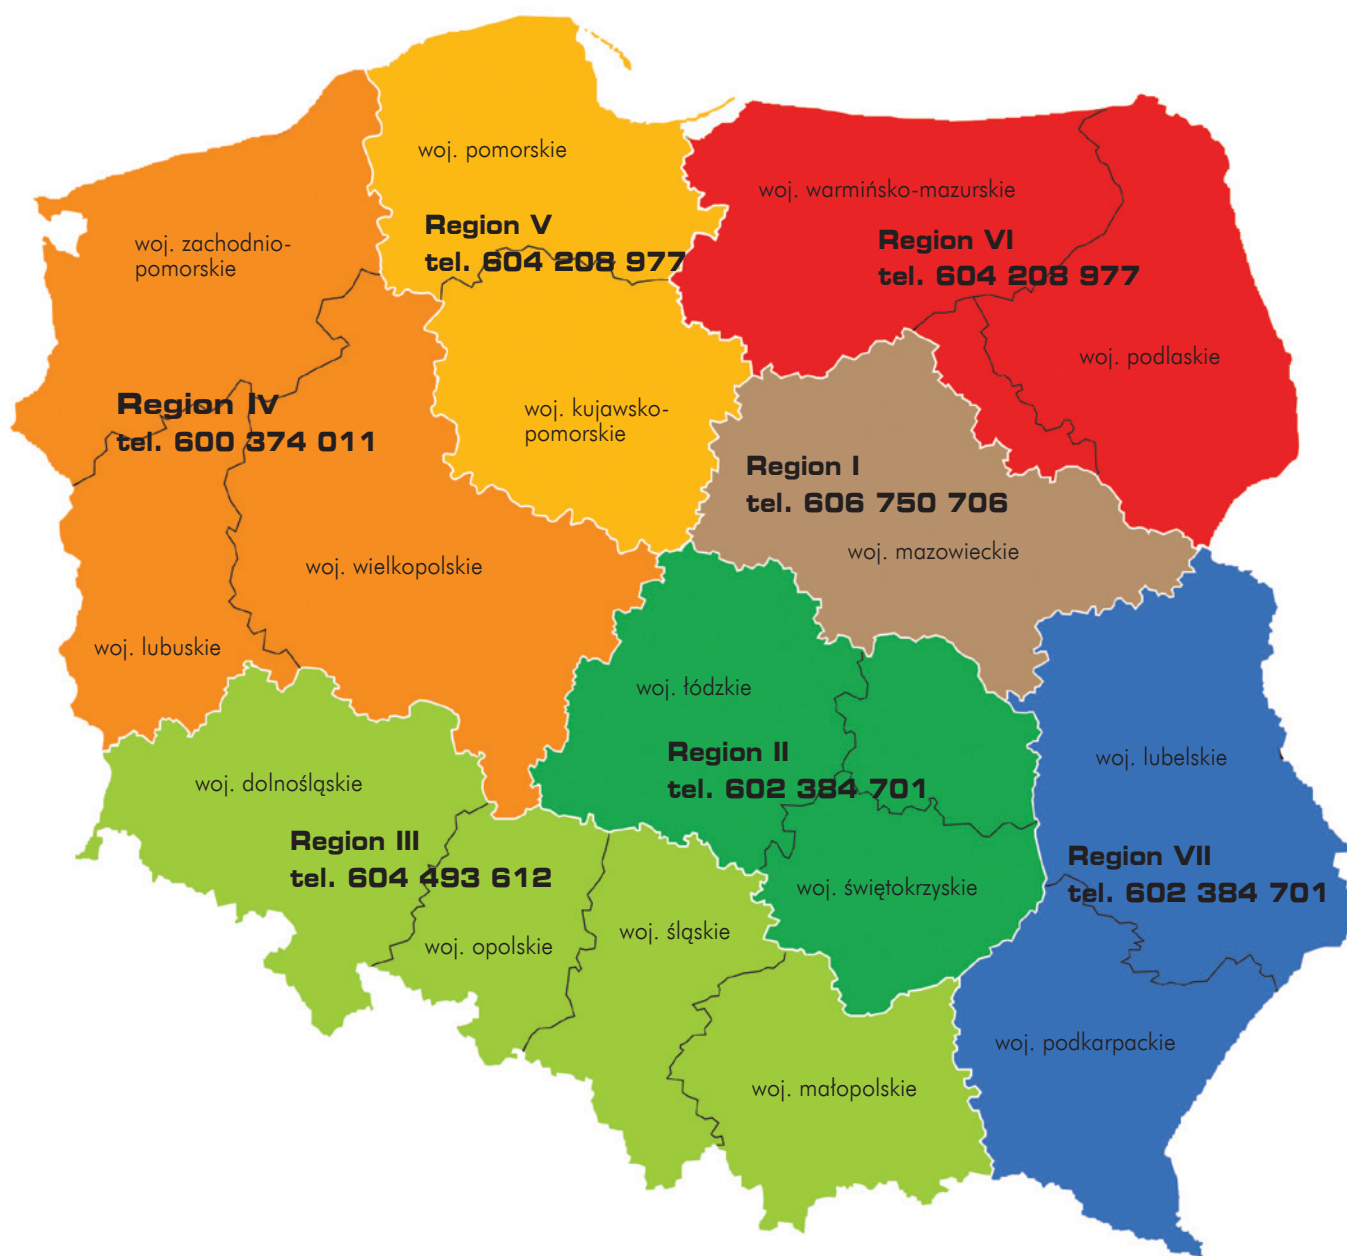 woj. pomorskie
Region V
tel. 604 208 977
woj. warmińsko-mazurskie
Region VI
tel. 604 208 977
woj. zachodnio-
pomorskie
woj. podlaskie
Region IV
tel. 600 374 011
woj. kujawsko-
pomorskie
Region I
tel. 606 750 706
woj. mazowieckie
woj. wielkopolskie
woj. lubuskie
woj. łódzkie
Region II
tel. 602 384 701
woj. lubelskie
woj. dolnośląskie
Region III
tel. 604 493 612
Region VII
tel. 602 384 701
woj. świętokrzyskie
woj. śląskie
woj. opolskie
woj. podkarpackie
woj. małopolskie